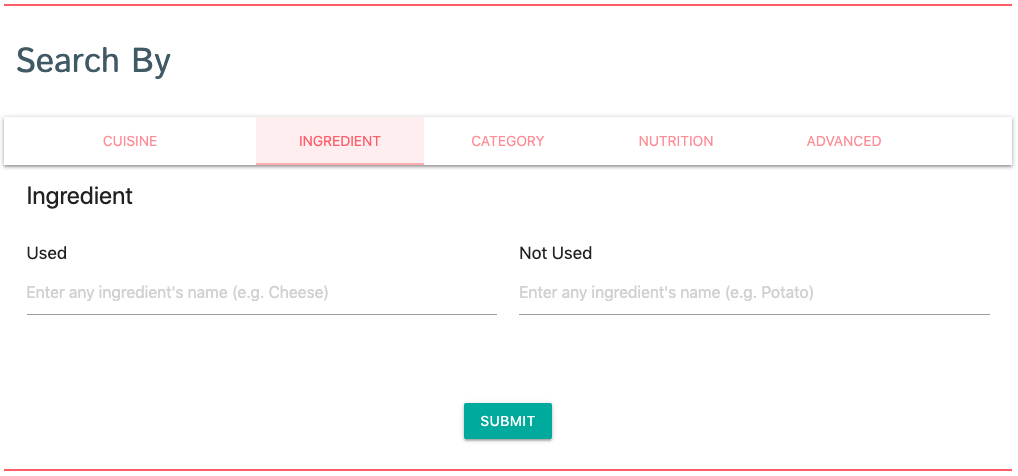 Search By
CUISINE INGREDIENT CATEGORY NUTRITION ADVANCED
Ingredient
Used Not Used
Enter any ingredient's name (e.g. Cheese) Enter any ingredient's name (e.g. Potato)
SUBMIT